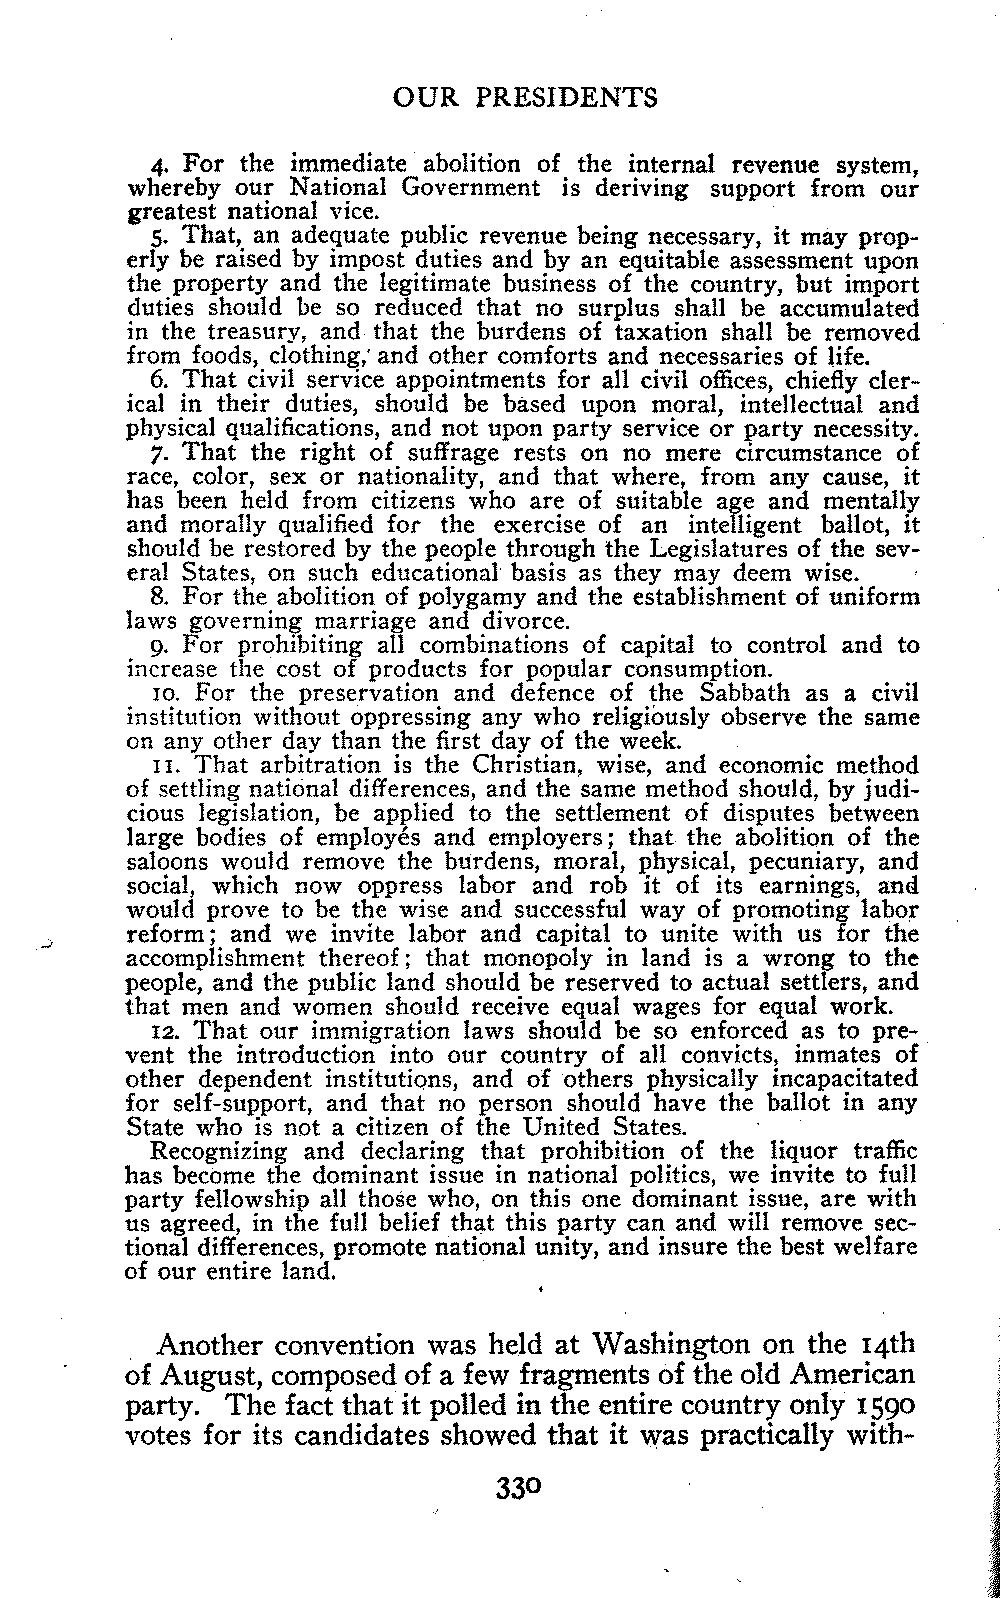 OUR PRESIDENTS
4. For the immediate abolition of the internal revenue system,
whereby our National Government is deriving support from our
greatest national vice.
5. That, an adequate public revenue being necessary, it may prop-
erly be raised by impost duties and by an equitable assessment upon
the property and the legitimate business of the country, but import
duties should be so reduced that no surplus shall be accumulated
in the treasury, and that the burdens of taxation shall be removed
from foods, clothing, and other comforts and necessaries of life.
6. That civil service appointments for all civil offices, chiefly cler-
ical in their duties, should be based upon moral, intellectual and
physical qualifications, and not upon party service or party necessity.
7. That the right of suffrage rests on no mere circumstance of
race, color, sex or nationality, and that where, from any cause, it
has been held from citizens who are of suitable age and mentally
and morally qualified for the exercise of an intelligent ballot, it
should be restored by the people through the Legislatures of the sev-
eral States, on such educational basis as they may deem wise.
8. For the abolition of polygamy and the establishment of uniform
laws governing marriage and divorce.
9. For prohibiting all combinations of capital to control and to
increase the cost of products for popular consumption.
10. For the preservation and defence of the Sabbath as a civil
institution without oppressing any who religiously observe the same
on any other day than the first day of the week.
11. That arbitration is the Christian, wise, and economic method
of settling national differences, and the same method should, by judi-
cious legislation, be applied to the settlement of disputes between
large bodies of employés and employers; that the abolition of the
saloons would remove the burdens, moral, physical, pecuniary, and
social, which now oppress labor and rob it of its earnings, and
would prove to be the wise and successful way of promoting labor
reform; and we invite labor and capital to unite with us for the
accomplishment thereof; that monopoly in land is a wrong to the
people, and the public land should be reserved to actual settlers, and
that men and women should receive equal wages for equal work.
12. That our immigration laws should be so enforced as to pre-
vent the introduction into our country of all convicts, inmates of
other dependent institutions, and of others physically incapacitated
for self-support, and that no person should have the ballot in any
State who is not a citizen of the United States.
Recognizing and declaring that prohibition of the liquor traffic
has become the dominant issue in national politics, we invite to full
party fellowship all those who, on this one dominant issue, are with
us agreed, in the full belief that this party can and will remove sec-
tional differences, promote national unity, and insure the best welfare
of our entire land.
Another convention was held at Washington on the 14th
of August, composed of a few fragments of the old American
party. The fact that it polled in the entire country only 1590
votes for its candidates showed that it was practically with-
330